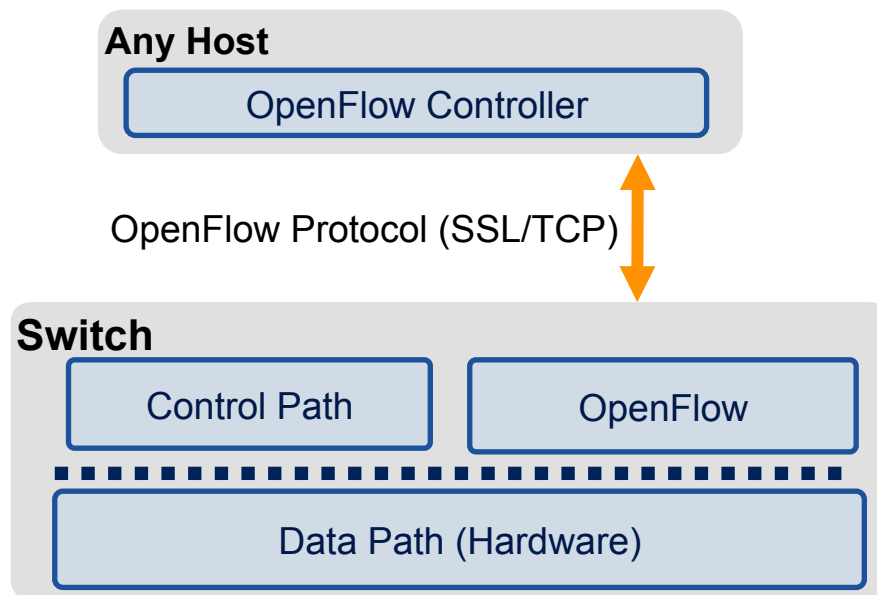 Any Host
OpenFlow Controller
OpenFlow Protocol (SSL/TCP)
Switch
Control Path
OpenFlow
Data Path (Hardware)